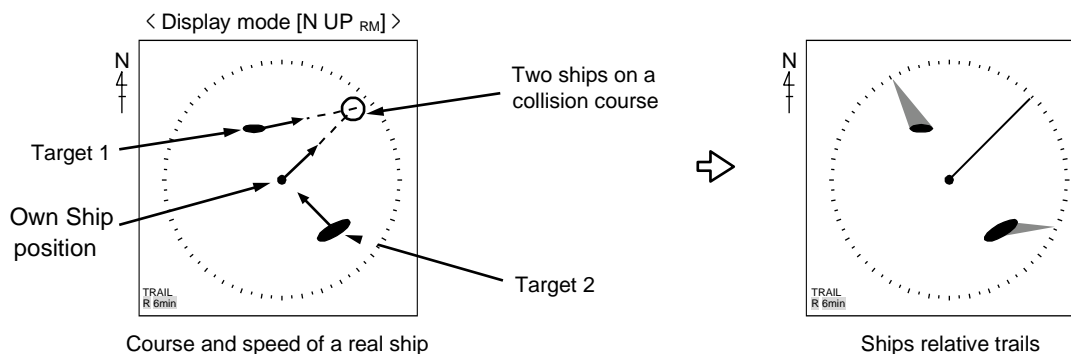 < Display mode [N UP RM] >
N
Two ships on a
collision course
Target 1
Own Ship
position
Target 2
TRAIL
R 6min
Course and speed of a real ship
N
TRAIL
R 6min
Ships relative trails